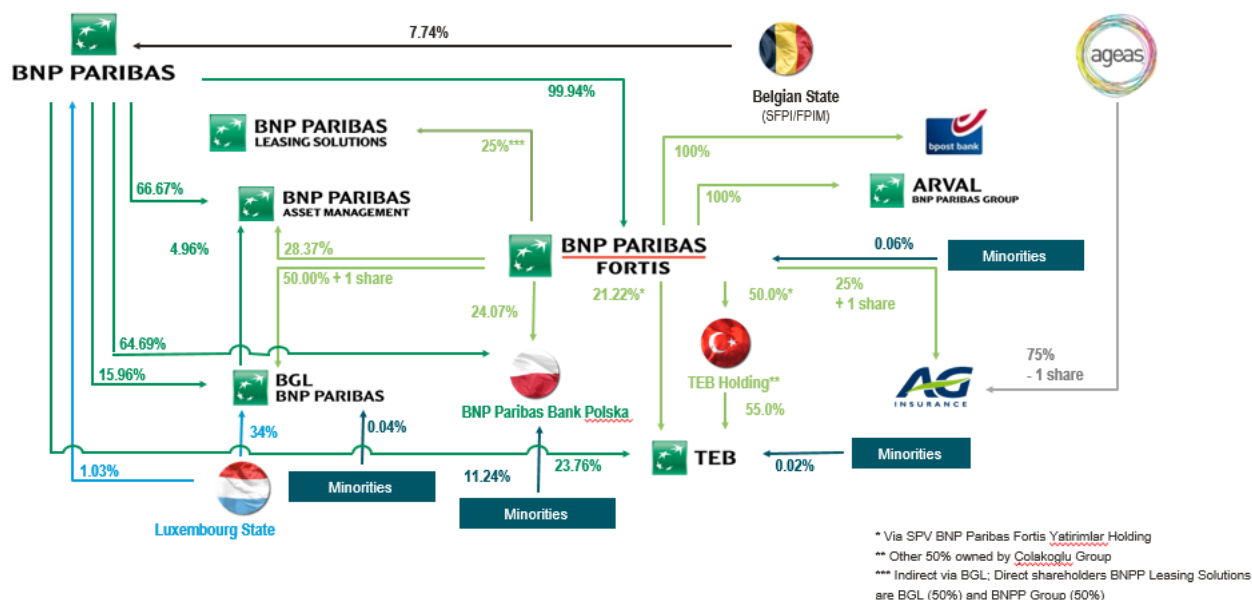 7.74%
BNP PARIBAS
ageas
99.94%
Belgian State
(SFPI/FPIM)
BNP PARIBAS
LEASING SOLUTIONS
25%***
100%
bpost bank
66.67%
BNP PARIBAS
ASSET MANAGEMENT
100%
ARVAL
BNP PARIBAS GROUP
4.96%
28.37%
BNP PARIBAS
FORTIS
0.06%
Minorities
50.00% + 1 share
21.22%*
50.0%*
25%
+ 1 share
24.07%
64.69%
15.96%
BGL
BNP PARIBAS
BNP Paribas Bank Polska
TEB Holding**
55.0%
75%
- 1 share
AG
INSURANCE
34%
0.04%
1.03%
Minorities
11.24%
23.76%
TEB
0.02%
Minorities
Minorities
Luxembourg State
* Via SPV BNP Paribas Fortis Yatirimlar Holding
** Other 50% owned by Colakoglu Group
*** Indirect via BGL; Direct shareholders BNPP Leasing Solutions
are BGL (50%) and BNPP Group (50%)